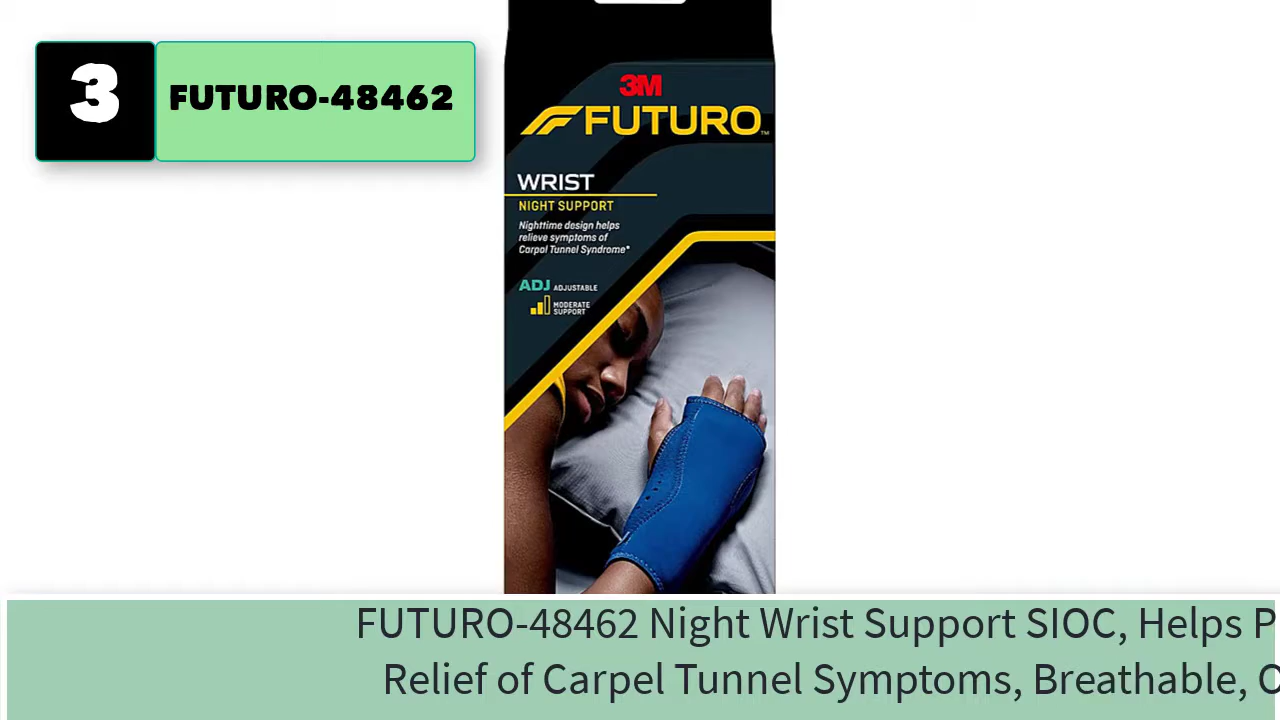 3
FUTURO-48462
3M
FUTURO™
WRIST
NIGHT SUPPORT
Nighttime design helps
relieve symptoms of
Carpal Tunnel Syndrome*
ADJ ADJUSTABLE
MODERATE
SUPPORT
FUTURO-48462 Night Wrist Support SIOC, Helps P
Relief of Carpel Tunnel Symptoms, Breathable, C